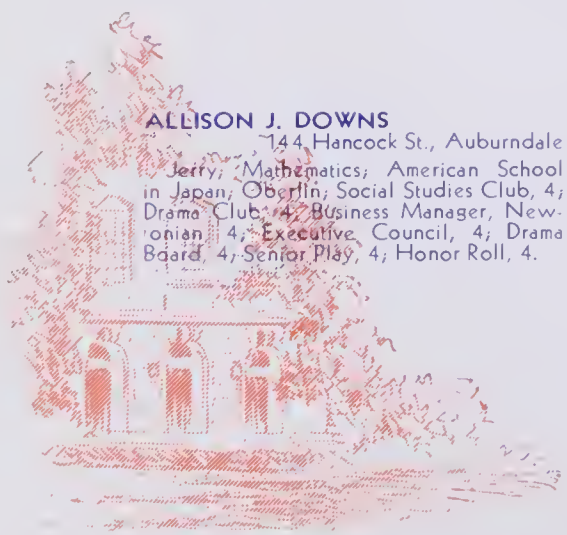 ALLISON J. DOWNS
144 Hancock St., Auburndale
Jerry; Mathematics; American School
in Japan; Oberlin; Social Studies Club, 4;
Drama Club, 4; Business Manager, New-
onian, 4; Executive Council, 4; Drama
Board, 4; Senior Play, 4; Honor Roll, 4.